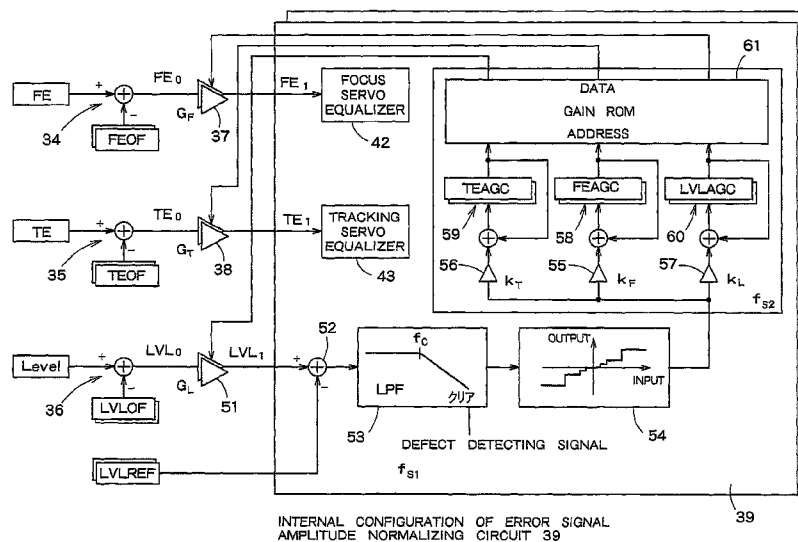 61
DATA
GAIN ROM
ADDRESS
FE
+
-
34
FEOF
FE0
GF
37
FE1
FOCUS
SERVO
EQUALIZER
42
TEAGC
FEAGC
LVLAGC
59
58
60
TE
+
-
35
TEOF
TE0
GT
38
TE1
TRACKING
SERVO
EQUALIZER
43
56
55
57
kT
kF
kL
fS2
Level
+
-
36
LVLOF
LVL0
GL
51
LVL1
52
+
-
fC
LPF
クリア
53
OUTPUT
INPUT
54
DEFECT DETECTING SIGNAL
LVLREF
fS1
39
INTERNAL CONFIGURATION OF ERROR SIGNAL
AMPLITUDE NORMALIZING CIRCUIT 39